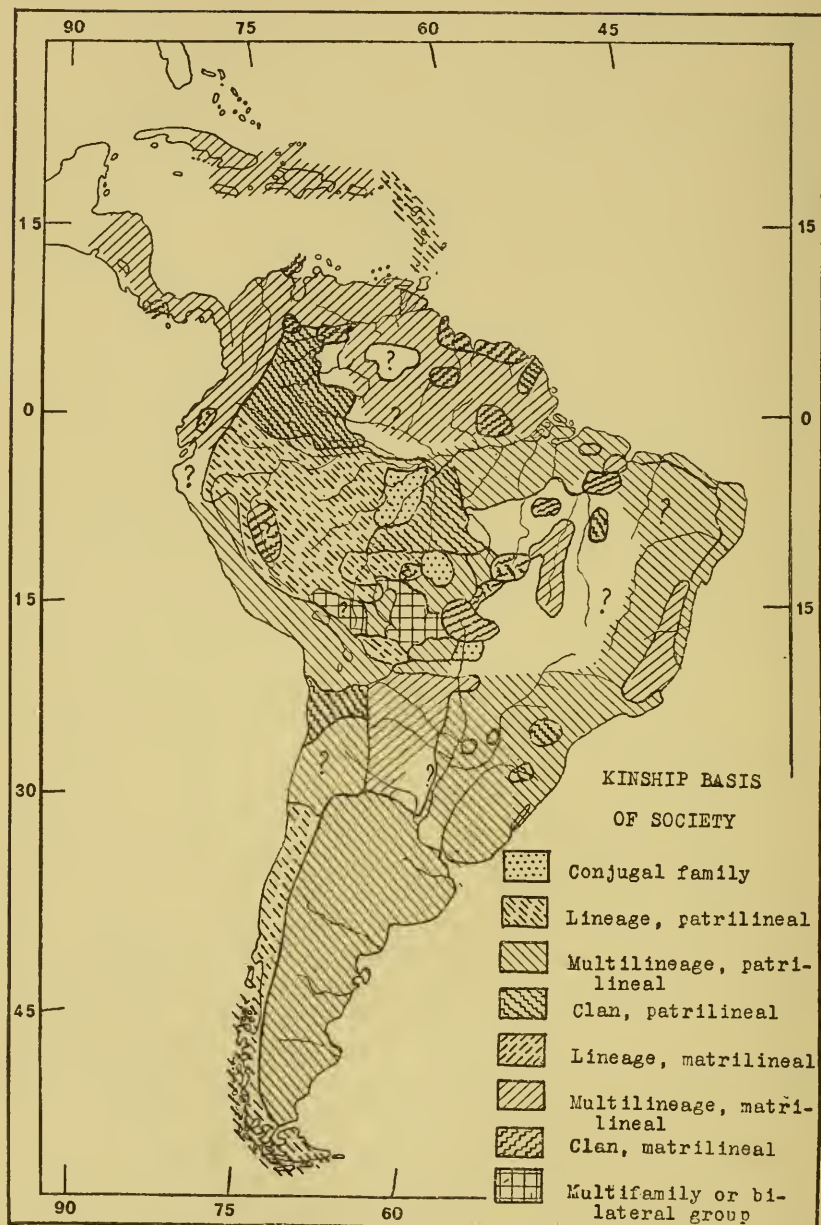 90 75 60 45
15 15
?
?
0 0
?
?
?
15 15
?
?
?
?
30
KINSHIP BASIS
OF SOCIETY
Conjugal family
Lineage, patrilineal
Multilineage, patri-
lineal
45
Clan, patrilineal
Lineage, matrilineal
Multilineage, matri-
lineal
Clan, matrilineal
Multifamily or bi-
lateral group
90 75 60